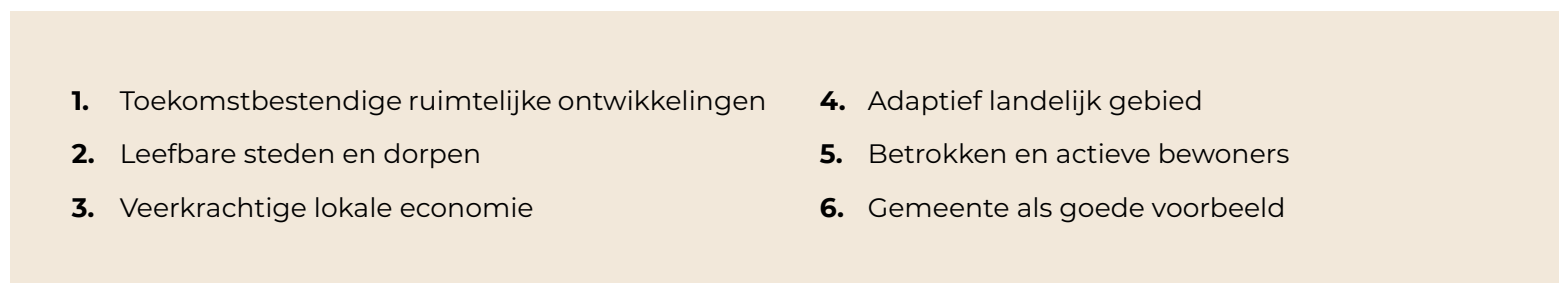 1. Toekomstbestendige ruimtelijke ontwikkelingen
2. Leefbare steden en dorpen
3. Veerkrachtige lokale economie
4. Adaptief landelijk gebied
5. Betrokken en actieve bewoners
6. Gemeente als goede voorbeeld